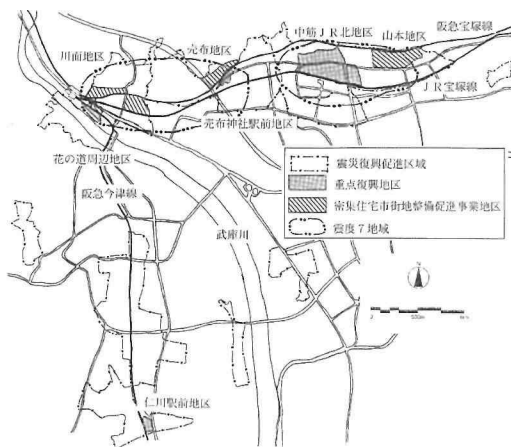 中筋JR北地区
山本地区
阪急宝塚線
売布地区
川面地区
JR宝塚線
売布神社駅前地区
花の道周辺地区
阪急今津線
武庫川
震災復興促進区域
重点復興地区
密集住宅市街地整備促進事業地区
震度7地域
仁川駅前地区